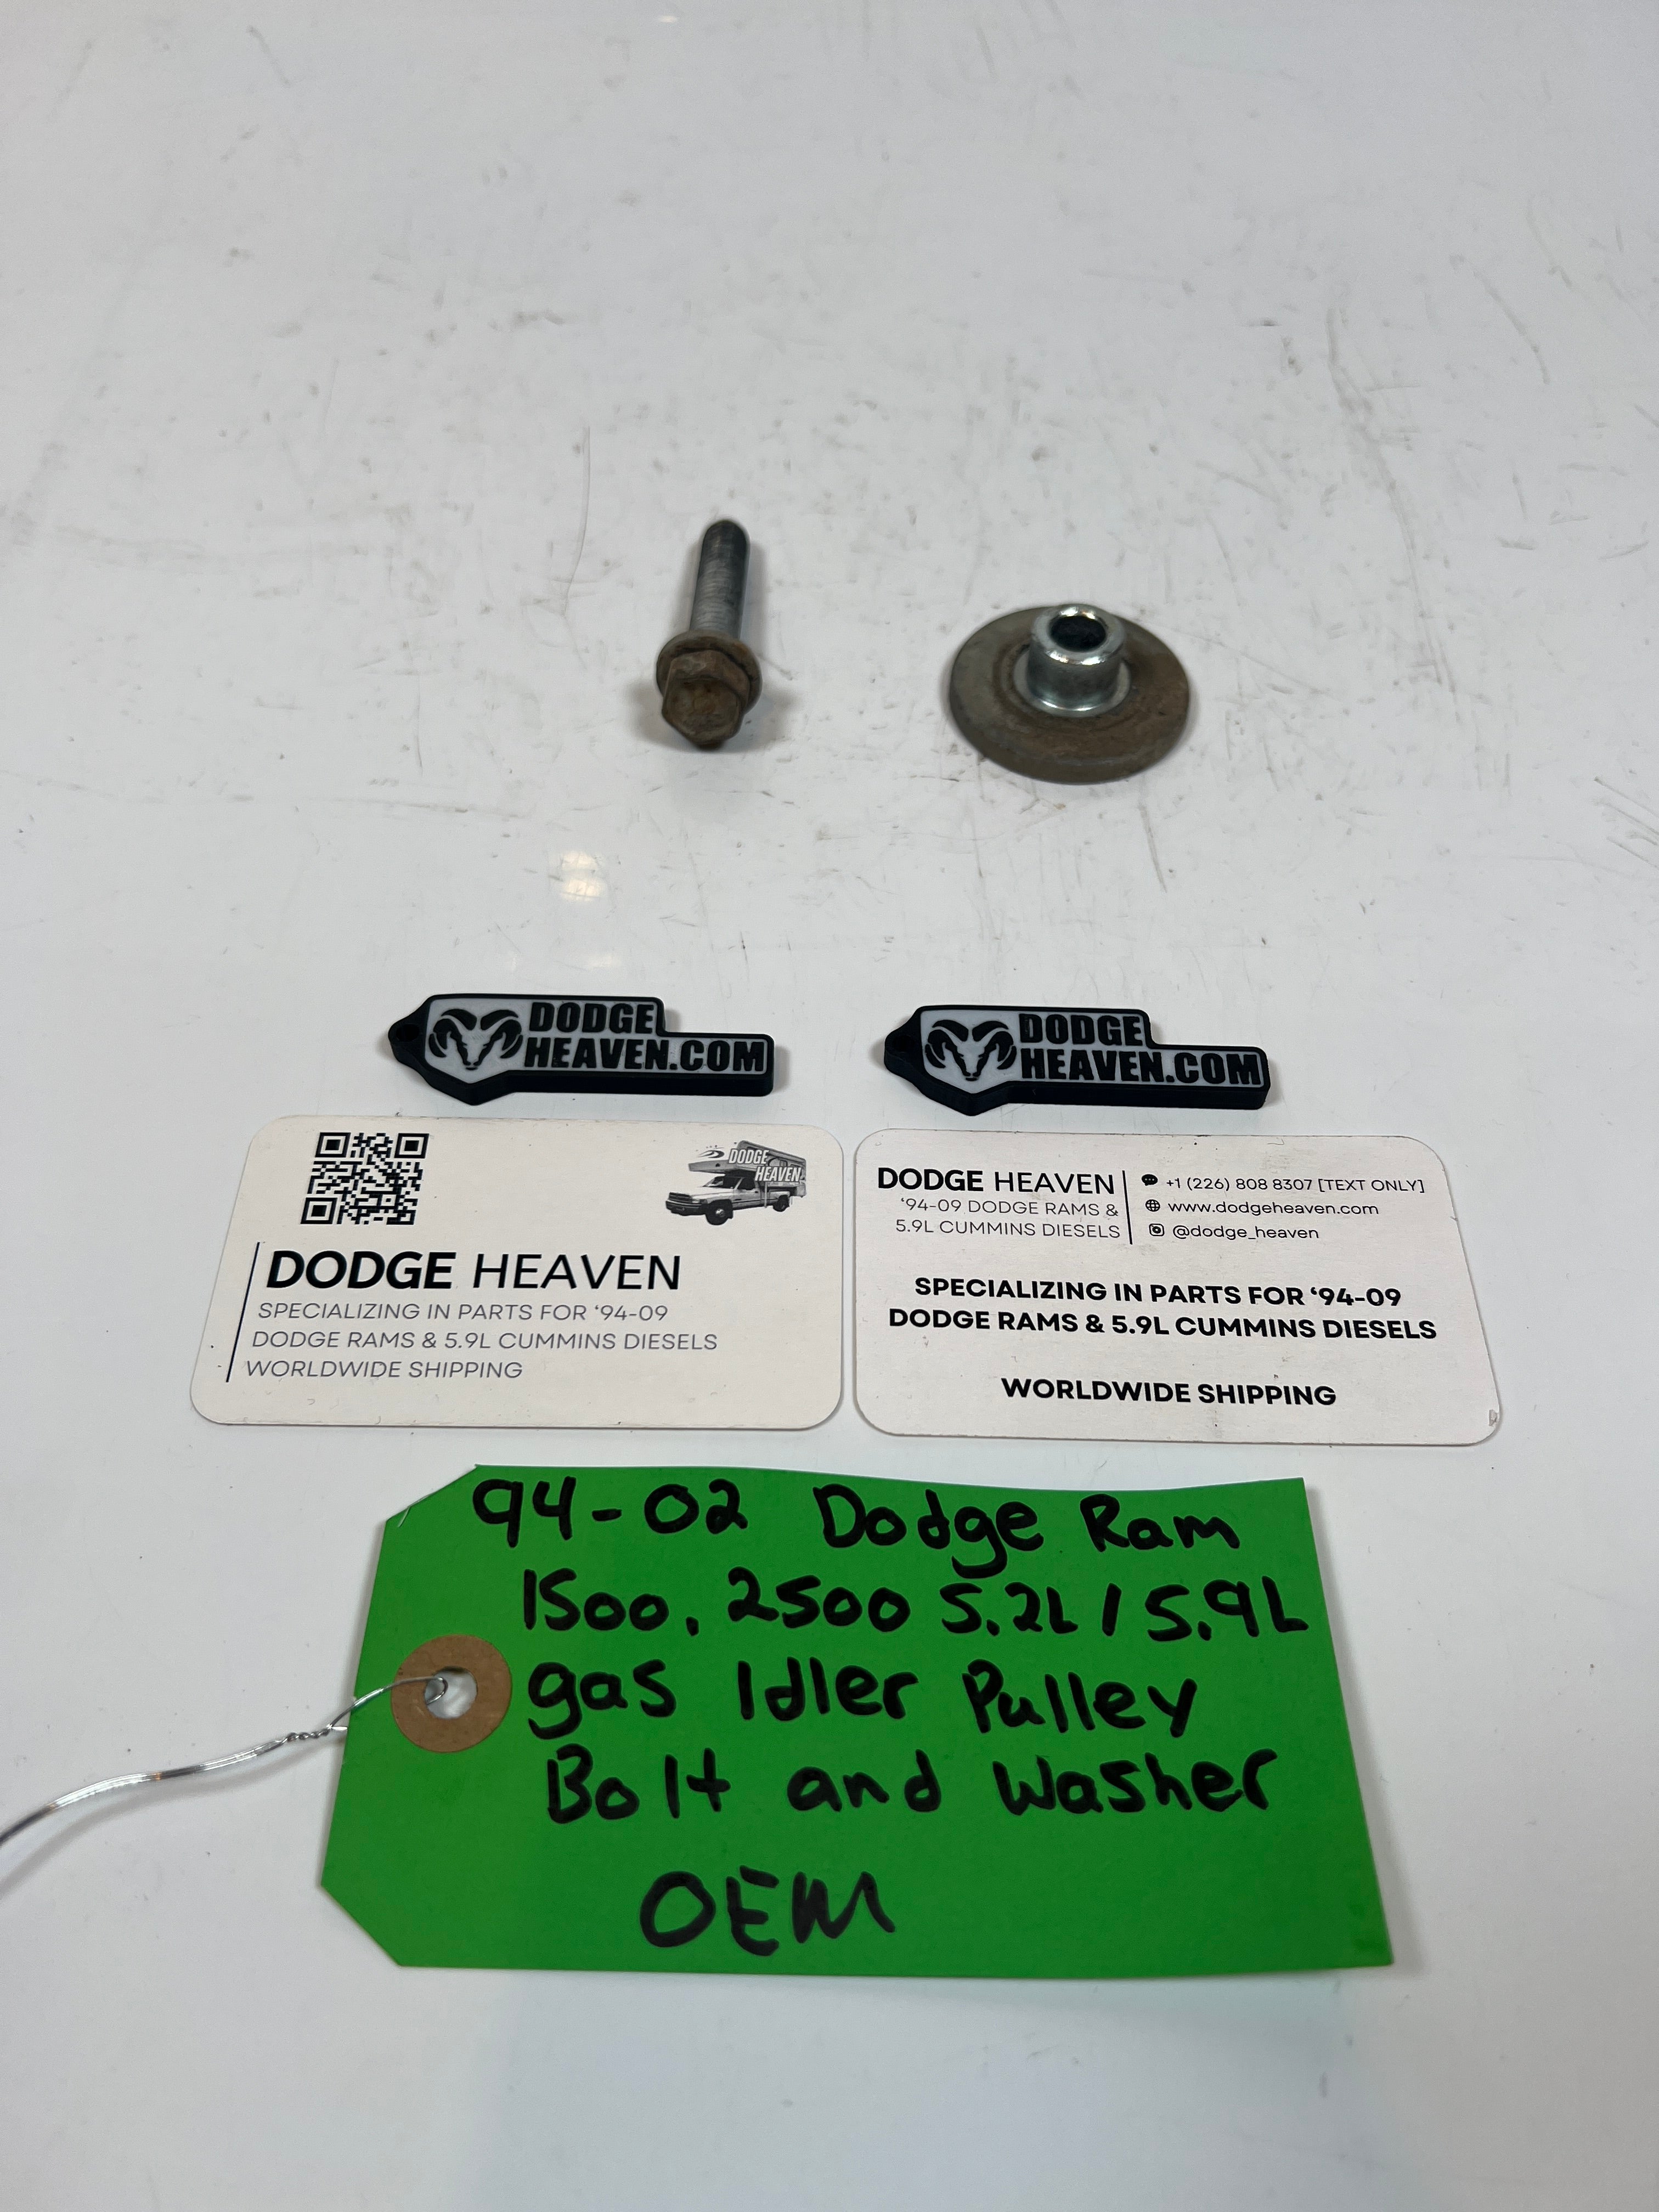 DODGE
HEAVEN.COM
DODGE
HEAVEN.COM
DODGE
HEAVEN
DODGE HEAVEN
SPECIALIZING IN PARTS FOR ‘94-09
DODGE RAMS & 5.9L CUMMINS DIESELS
WORLDWIDE SHIPPING
DODGE HEAVEN
‘94-09 DODGE RAMS &
5.9L CUMMINS DIESELS
+1 (226) 808 8307 [TEXT ONLY]
www.dodgeheaven.com
@dodge_heaven
SPECIALIZING IN PARTS FOR ‘94-09
DODGE RAMS & 5.9L CUMMINS DIESELS
WORLDWIDE SHIPPING
94-02 Dodge Ram
1500, 2500 5.2L / 5.9L
gas Idler Pulley
Bolt and Washer
OEM